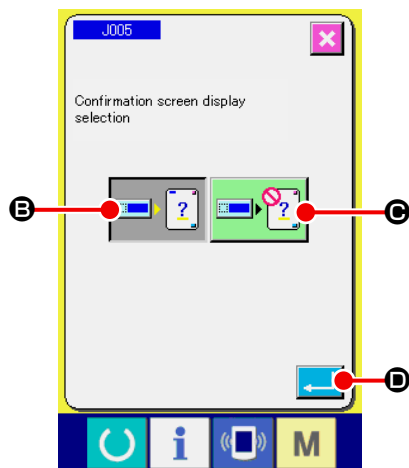 J005
Confirmation screen display
selection
B
?
?
C
D
i
M